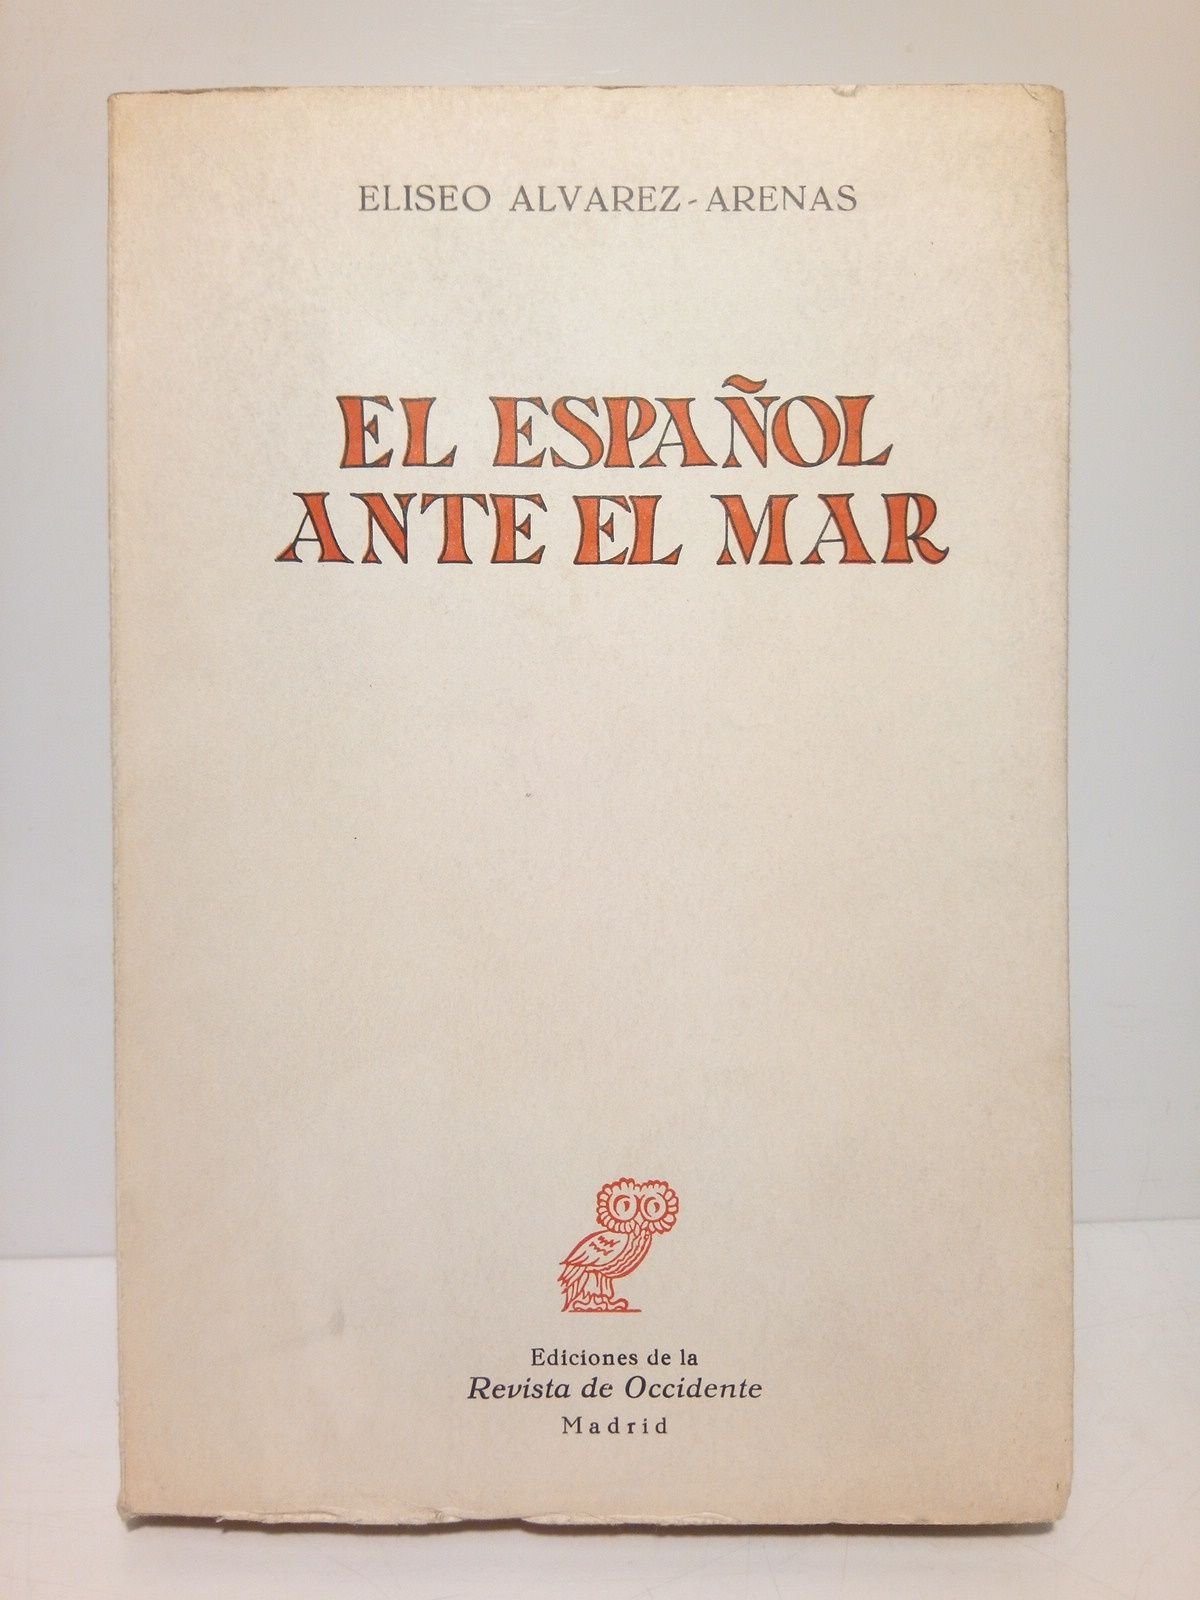 ELISEO ALVAREZ-ARENAS
EL ESPAÑOL
ANTE EL MAR
Ediciones de la
Revista de Occidente
Madrid